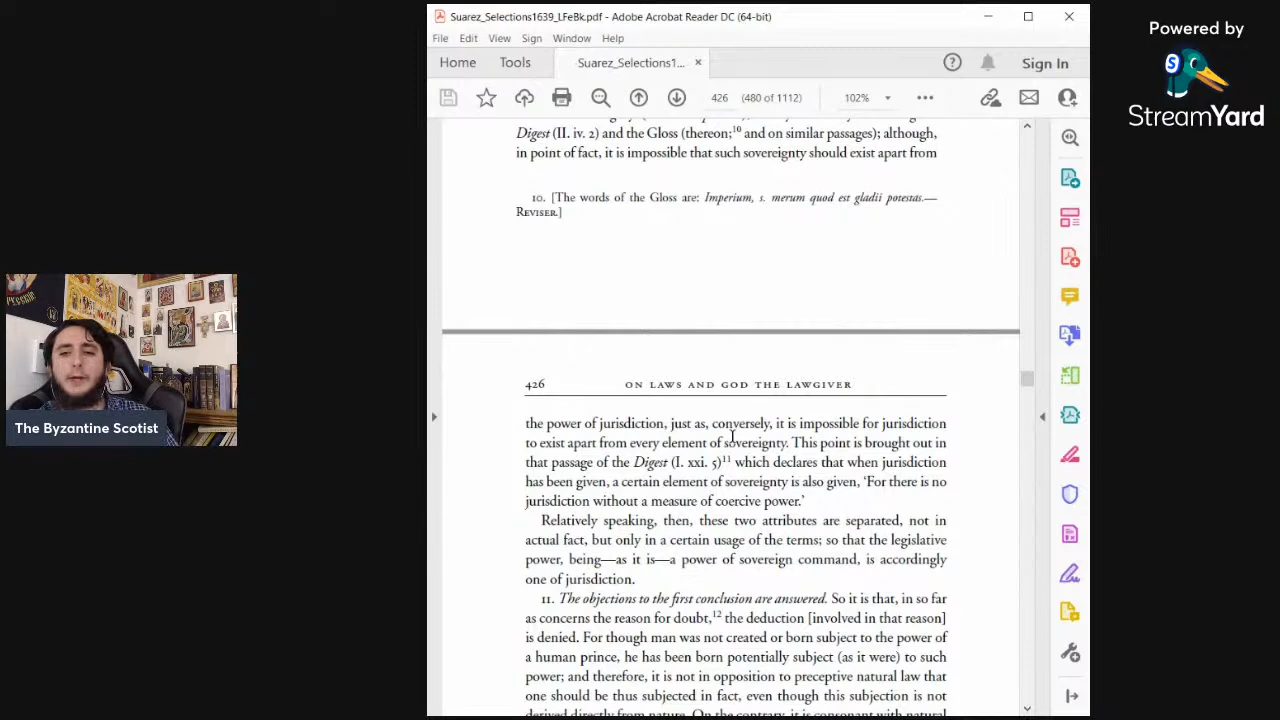 Suarez_Selections1639_LFeBk.pdf - Adobe Acrobat Reader DC (64-bit)
File Edit View Sign Window Help
Home Tools Suarez_Selections1... × Sign In
426 (480 of 1112) 102%
Digest (II. iv. 2) and the Gloss (thereon;10 and on similar passages); although,
in point of fact, it is impossible that such sovereignty should exist apart from
10. [The words of the Gloss are: Imperium, s. merum quod est gladii potestas.—
Reviser.]
426 ON LAWS AND GOD THE LAWGIVER
the power of jurisdiction, just as, conversely, it is impossible for jurisdiction
to exist apart from every element of sovereignty. This point is brought out in
that passage of the Digest (I. xxi. 5)11 which declares that when jurisdiction
has been given, a certain element of sovereignty is also given, ‘For there is no
jurisdiction without a measure of coercive power.’
Relatively speaking, then, these two attributes are separated, not in
actual fact, but only in a certain usage of the terms; so that the legislative
power, being—as it is—a power of sovereign command, is accordingly
one of jurisdiction.
11. The objections to the first conclusion are answered. So it is that, in so far
as concerns the reason for doubt,12 the deduction [involved in that reason]
is denied. For though man was not created or born subject to the power of
a human prince, he has been born potentially subject (as it were) to such
power; and therefore, it is not in opposition to preceptive natural law that
one should be thus subjected in fact, even though this subjection is not
derived directly from nature. On the contrary, it is consonant with natural
The Byzantine Scotist
Powered by
StreamYard